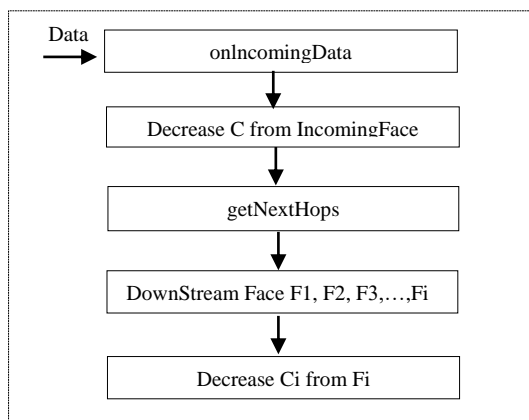 Data
onIncomingData
Decrease C from IncomingFace
getNextHops
DownStream Face F1, F2, F3,…,Fi
Decrease Ci from Fi